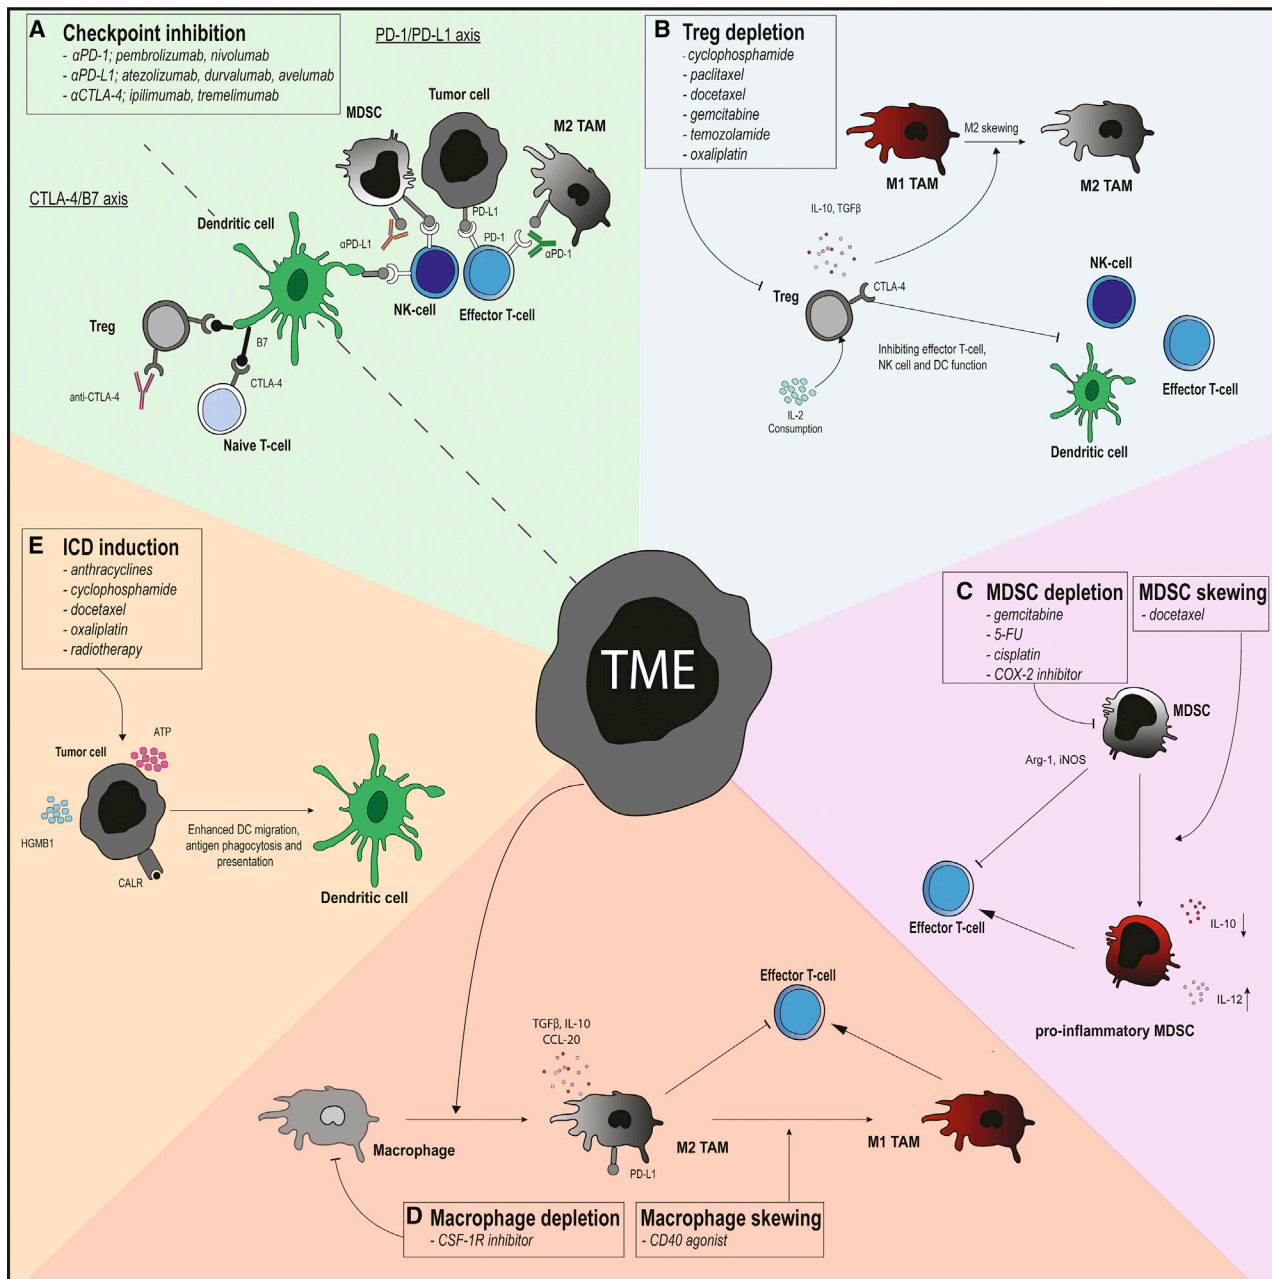 A Checkpoint inhibition
- αPD-1; pembrolizumab, nivolumab
- αPD-L1; atezolizumab, durvalumab, avelumab
- αCTLA-4; ipilimumab, tremelimumab
PD-1/PD-L1 axis
MDSC
Tumor cell
M2 TAM
CTLA-4/B7 axis
Dendritic cell
αPD-L1
PD-L1
PD-1
αPD-1
NK-cell
Effector T-cell
Treg
B7
CTLA-4
anti-CTLA-4
Naive T-cell
B Treg depletion
- cyclophosphamide
- paclitaxel
- docetaxel
- gemcitabine
- temozolamide
- oxaliplatin
M2 skewing
M1 TAM
M2 TAM
IL-10, TGFβ
Treg
CTLA-4
NK-cell
Inhibiting effector T-cell,
NK cell and DC function
Effector T-cell
IL-2
Consumption
Dendritic cell
C MDSC depletion
- gemcitabine
- 5-FU
- cisplatin
- COX-2 inhibitor
MDSC skewing
- docetaxel
MDSC
Arg-1, iNOS
Effector T-cell
IL-10
IL-12
pro-inflammatory MDSC
TME
E ICD induction
- anthracyclines
- cyclophosphamide
- docetaxel
- oxaliplatin
- radiotherapy
ATP
Tumor cell
HGMB1
CALR
Enhanced DC migration,
antigen phagocytosis and
presentation
Dendritic cell
Effector T-cell
TGFβ, IL-10
CCL-20
Macrophage
M2 TAM
PD-L1
M1 TAM
D Macrophage depletion
- CSF-1R inhibitor
Macrophage skewing
- CD40 agonist